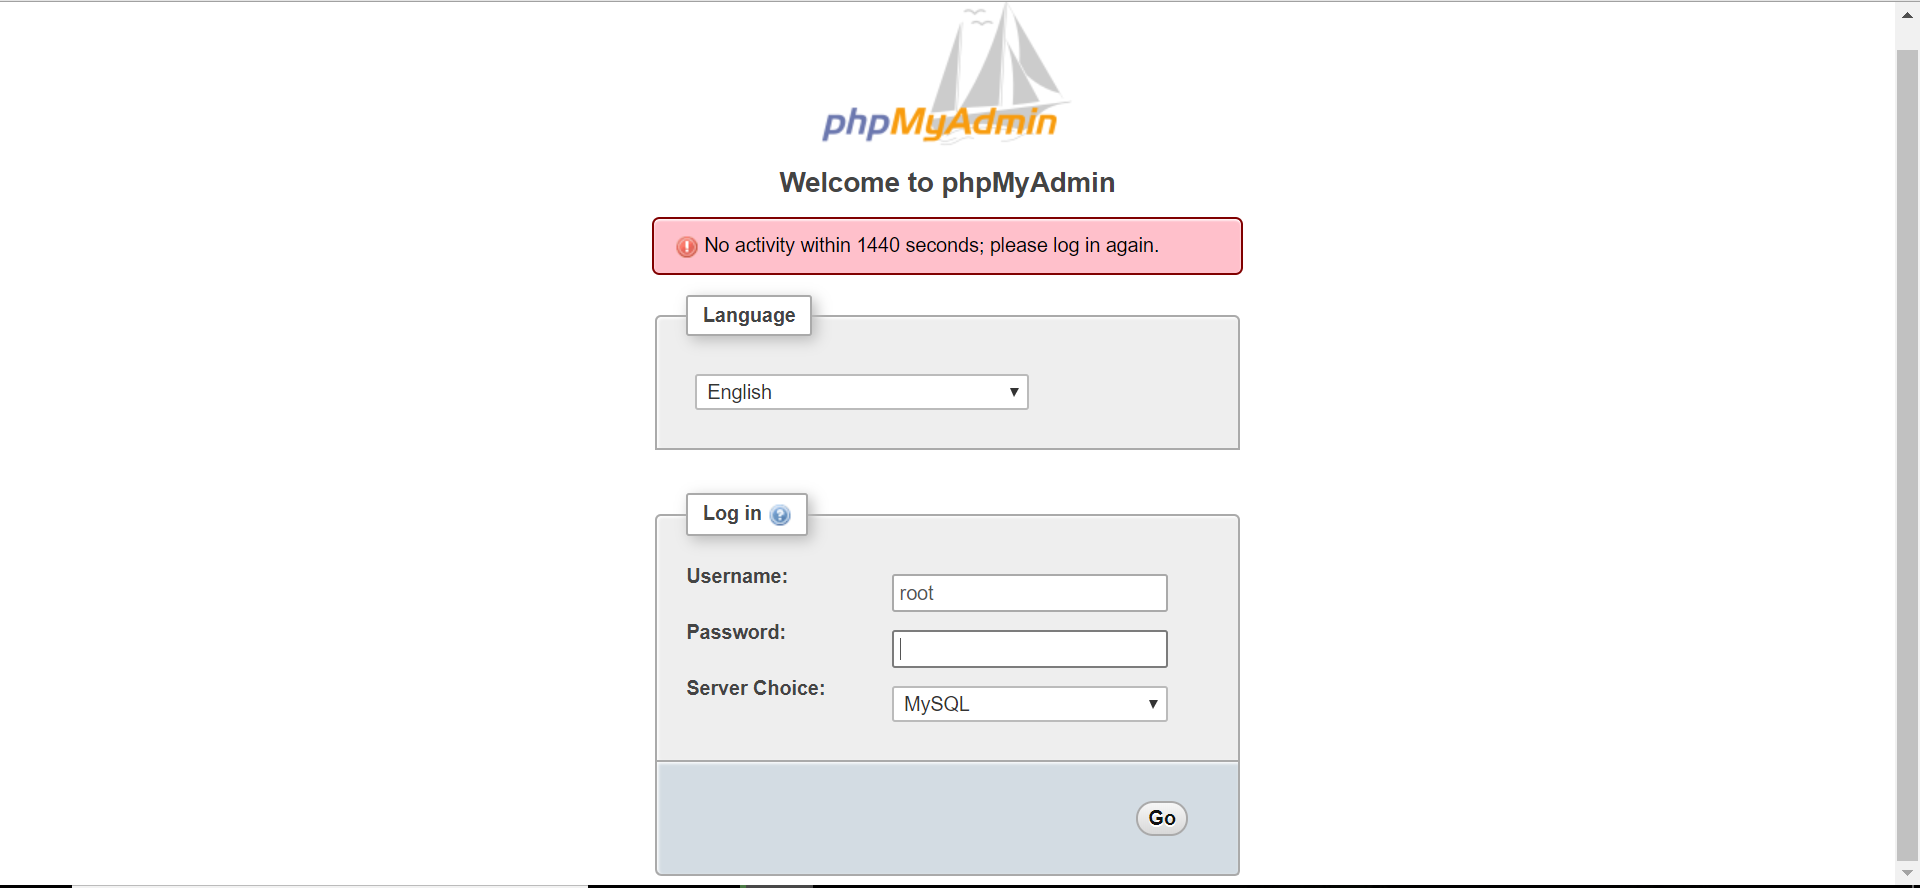 phpMyAdmin
Welcome to phpMyAdmin
No activity within 1440 seconds; please log in again.
Language
English
Log in
Username:
root
Password:
Server Choice:
MySQL
Go